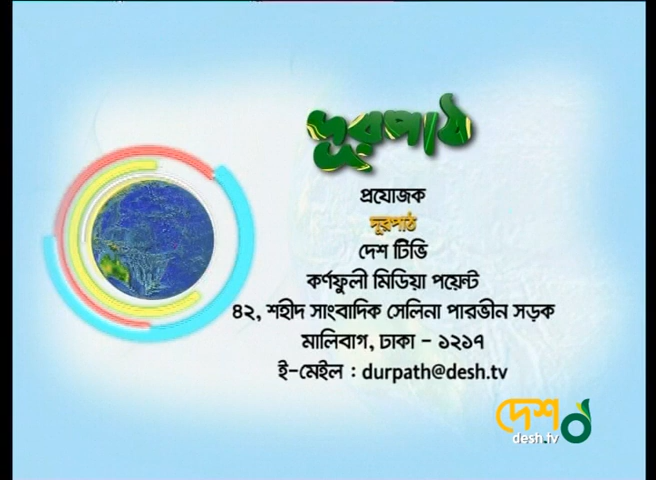 দূরপাঠ
প্রযোজক
দূরপাঠ
দেশ টিভি
কর্ণফুলী মিডিয়া পয়েন্ট
৪২, শহীদ সাংবাদিক সেলিনা পারভীন সড়ক
মালিবাগ, ঢাকা - ১২১৭
ই-মেইল : durpath@desh.tv
দেশ
desh.tv